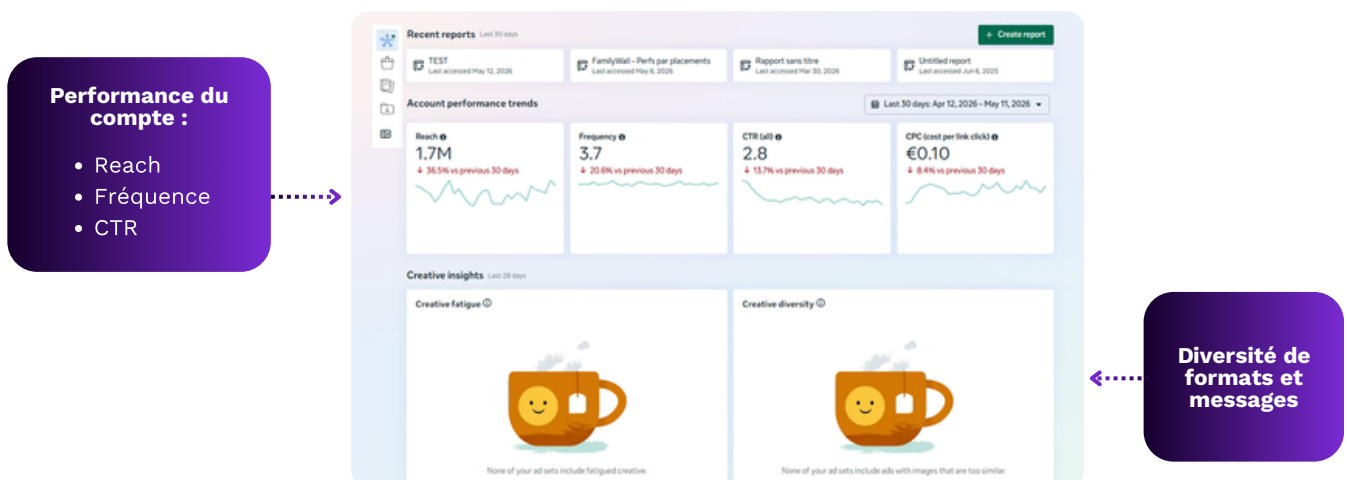 Performance du
compte :
Reach
Fréquence
CTR
Recent reports Last 30 days
+ Create report
TEST
Last accessed May 12, 2026
FamilyWall - Perfs par placements
Last accessed May 6, 2026
Rapport sans titre
Last accessed Mar 30, 2026
Untitled report
Last accessed Jun 6, 2025
Account performance trends
Last 30 days: Apr 12, 2026 - May 11, 2026
Reach
1.7M
↓ 36.5% vs previous 30 days
Frequency
3.7
↓ 20.6% vs previous 30 days
CTR (all)
2.8
↓ 13.7% vs previous 30 days
CPC (cost per link click)
€0.10
↓ 8.4% vs previous 30 days
Creative insights Last 28 days
Creative fatigue
None of your ad sets include fatigued creative.
Creative diversity
None of your ad sets include ads with images that are too similar.
Diversité de
formats et
messages